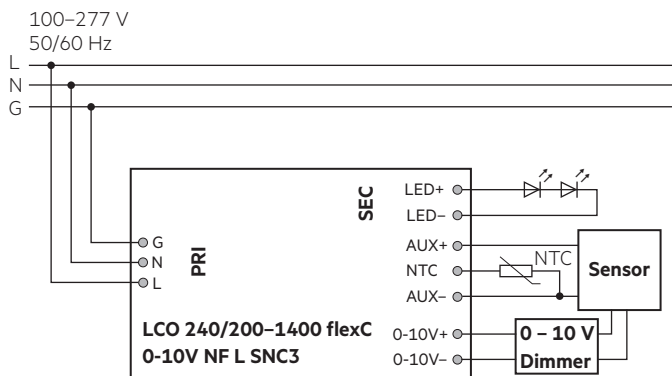 100–277 V
50/60 Hz
L
N
G
LED+
LED–
SEC
AUX+
NTC
NTC
AUX–
Sensor
G
N
L
PRI
LCO 240/200–1400 flexC
0-10V NF L SNC3
0-10V+
0-10V–
0 – 10 V
Dimmer